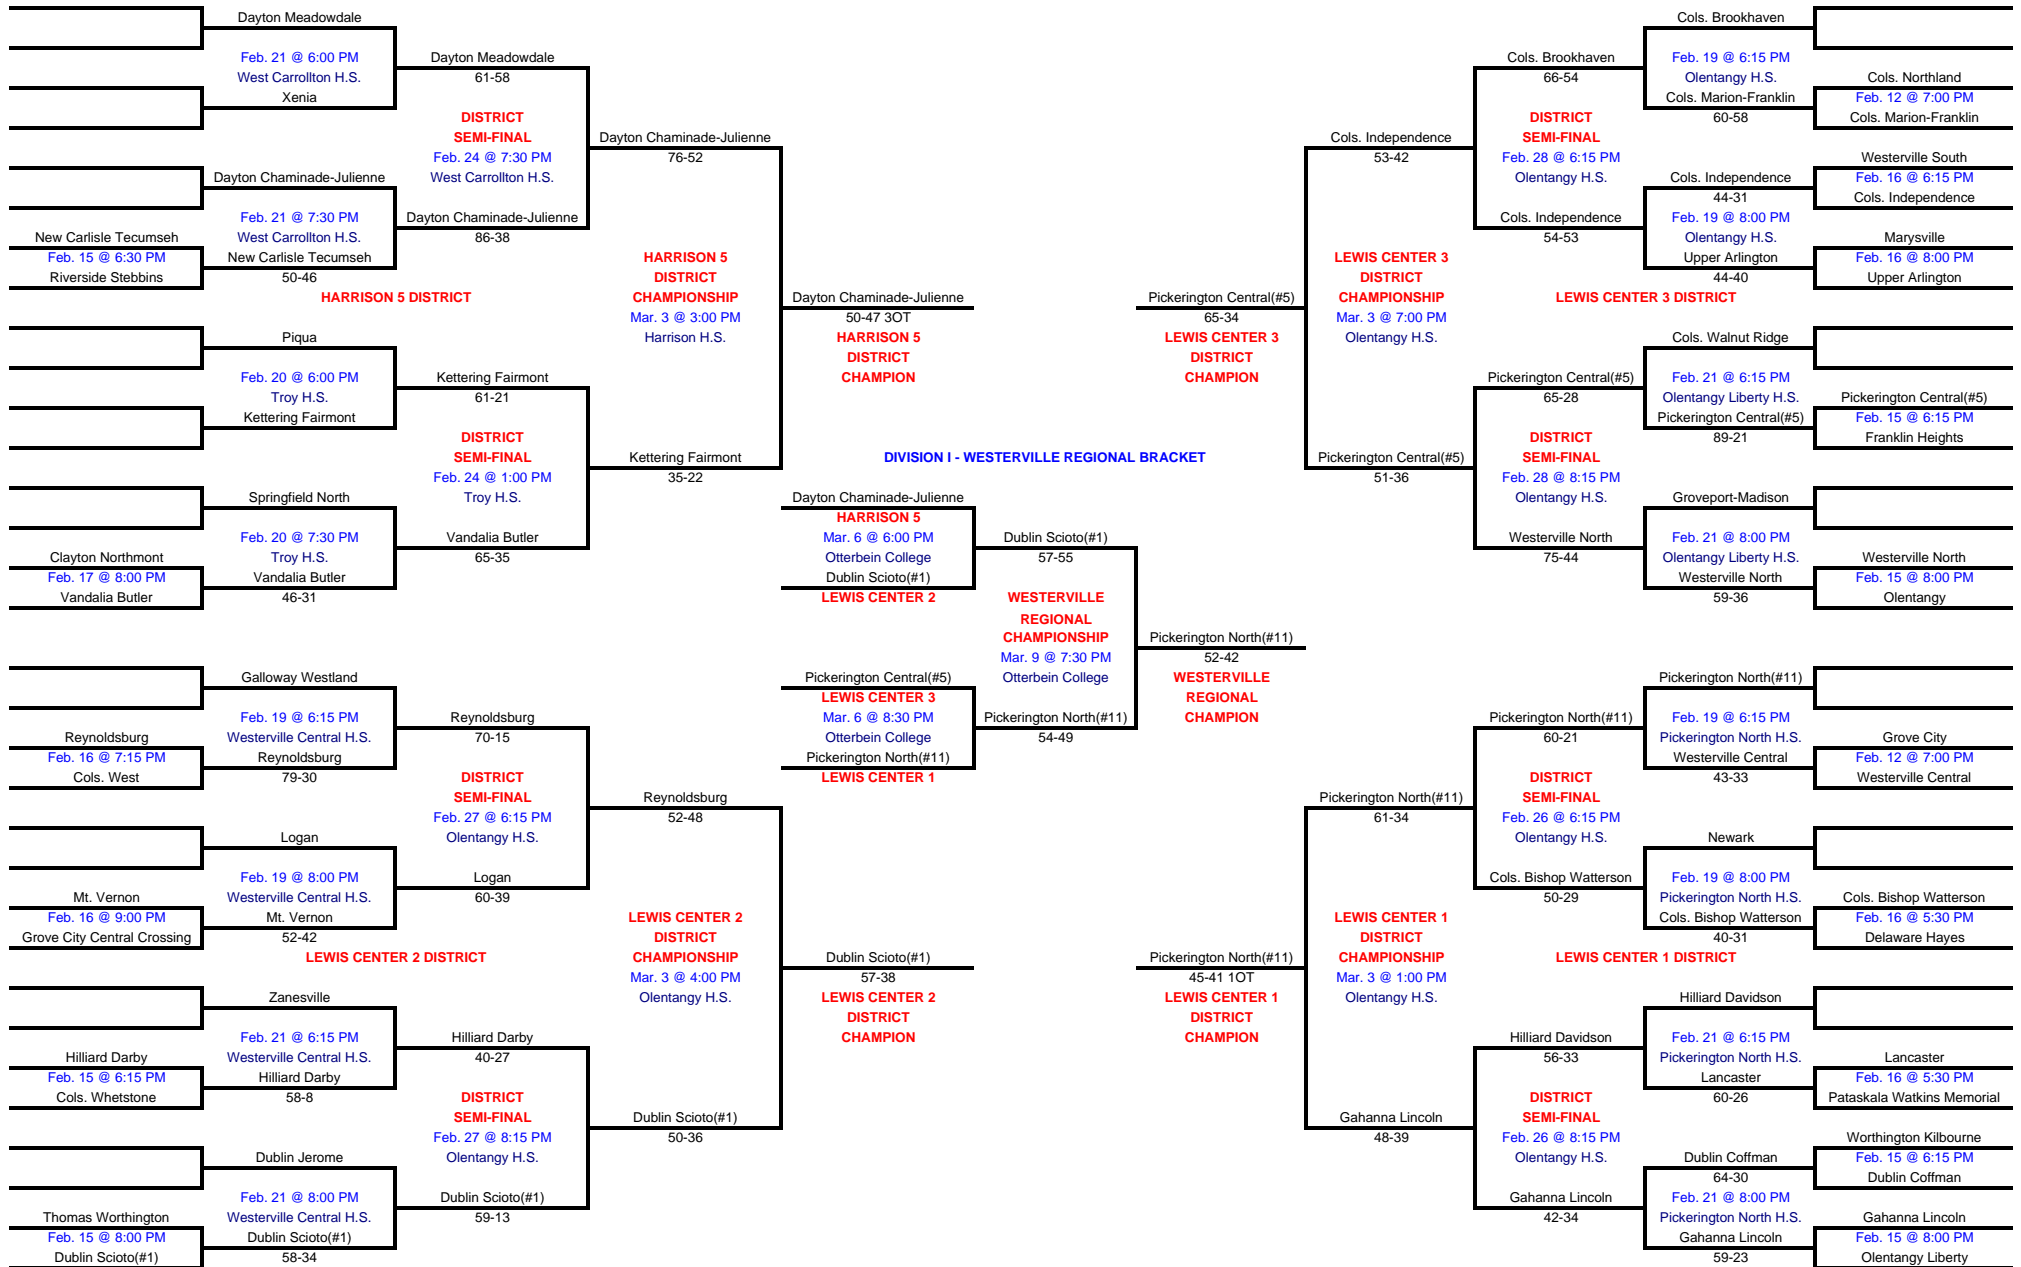 Dayton Meadowdale
Feb. 21 @ 6:00 PM
West Carrollton H.S.
Xenia
Dayton Chaminade-Julienne
Feb. 21 @ 7:30 PM
West Carrollton H.S.
New Carlisle Tecumseh
50-46
New Carlisle Tecumseh
Feb. 15 @ 6:30 PM
Riverside Stebbins
Dayton Meadowdale
61-58
DISTRICT
SEMI-FINAL
Feb. 24 @ 7:30 PM
West Carrollton H.S.
Dayton Chaminade-Julienne
86-38
HARRISON 5 DISTRICT
Dayton Chaminade-Julienne
76-52
HARRISON 5
DISTRICT
CHAMPIONSHIP
Mar. 3 @ 3:00 PM
Harrison H.S.
Dayton Chaminade-Julienne
50-47 3OT
HARRISON 5
DISTRICT
CHAMPION
Piqua
Feb. 20 @ 6:00 PM
Troy H.S.
Kettering Fairmont
Springfield North
Feb. 20 @ 7:30 PM
Troy H.S.
Vandalia Butler
46-31
Clayton Northmont
Feb. 17 @ 8:00 PM
Vandalia Butler
Kettering Fairmont
61-21
DISTRICT
SEMI-FINAL
Feb. 24 @ 1:00 PM
Troy H.S.
Vandalia Butler
65-35
Kettering Fairmont
35-22
DIVISION I - WESTERVILLE REGIONAL BRACKET
Dayton Chaminade-Julienne
HARRISON 5
Mar. 6 @ 6:00 PM
Otterbein College
Dublin Scioto(#1)
LEWIS CENTER 2
Dublin Scioto(#1)
57-55
WESTERVILLE
REGIONAL
CHAMPIONSHIP
Mar. 9 @ 7:30 PM
Otterbein College
Pickerington Central(#5)
LEWIS CENTER 3
Mar. 6 @ 8:30 PM
Otterbein College
Pickerington North(#11)
LEWIS CENTER 1
Pickerington North(#11)
54-49
Pickerington North(#11)
52-42
WESTERVILLE
REGIONAL
CHAMPION
Galloway Westland
Feb. 19 @ 6:15 PM
Westerville Central H.S.
Reynoldsburg
79-30
Reynoldsburg
Feb. 16 @ 7:15 PM
Cols. West
Logan
Feb. 19 @ 8:00 PM
Westerville Central H.S.
Mt. Vernon
52-42
Mt. Vernon
Feb. 16 @ 9:00 PM
Grove City Central Crossing
Reynoldsburg
70-15
DISTRICT
SEMI-FINAL
Feb. 27 @ 6:15 PM
Olentangy H.S.
Logan
60-39
LEWIS CENTER 2 DISTRICT
Reynoldsburg
52-48
LEWIS CENTER 2
DISTRICT
CHAMPIONSHIP
Mar. 3 @ 4:00 PM
Olentangy H.S.
Dublin Scioto(#1)
57-38
LEWIS CENTER 2
DISTRICT
CHAMPION
Zanesville
Feb. 21 @ 6:15 PM
Westerville Central H.S.
Hilliard Darby
58-8
Hilliard Darby
Feb. 15 @ 6:15 PM
Cols. Whetstone
Dublin Jerome
Feb. 21 @ 8:00 PM
Westerville Central H.S.
Dublin Scioto(#1)
58-34
Thomas Worthington
Feb. 15 @ 8:00 PM
Dublin Scioto(#1)
Hilliard Darby
40-27
DISTRICT
SEMI-FINAL
Feb. 27 @ 8:15 PM
Olentangy H.S.
Dublin Scioto(#1)
59-13
Dublin Scioto(#1)
50-36
Cols. Brookhaven
Feb. 19 @ 6:15 PM
Olentangy H.S.
Cols. Marion-Franklin
60-58
Cols. Northland
Feb. 12 @ 7:00 PM
Cols. Marion-Franklin
Cols. Independence
44-31
Feb. 19 @ 8:00 PM
Olentangy H.S.
Upper Arlington
44-40
Westerville South
Feb. 16 @ 6:15 PM
Cols. Independence
Marysville
Feb. 16 @ 8:00 PM
Upper Arlington
Cols. Brookhaven
66-54
DISTRICT
SEMI-FINAL
Feb. 28 @ 6:15 PM
Olentangy H.S.
Cols. Independence
54-53
LEWIS CENTER 3 DISTRICT
Cols. Independence
53-42
LEWIS CENTER 3
DISTRICT
CHAMPIONSHIP
Mar. 3 @ 7:00 PM
Olentangy H.S.
Pickerington Central(#5)
65-34
LEWIS CENTER 3
DISTRICT
CHAMPION
Cols. Walnut Ridge
Feb. 21 @ 6:15 PM
Olentangy Liberty H.S.
Pickerington Central(#5)
89-21
Pickerington Central(#5)
Feb. 15 @ 6:15 PM
Franklin Heights
Groveport-Madison
Feb. 21 @ 8:00 PM
Olentangy Liberty H.S.
Westerville North
59-36
Westerville North
Feb. 15 @ 8:00 PM
Olentangy
Pickerington Central(#5)
65-28
DISTRICT
SEMI-FINAL
Feb. 28 @ 8:15 PM
Olentangy H.S.
Westerville North
75-44
Pickerington Central(#5)
51-36
Pickerington North(#11)
Feb. 19 @ 6:15 PM
Pickerington North H.S.
Westerville Central
43-33
Grove City
Feb. 12 @ 7:00 PM
Westerville Central
Newark
Feb. 19 @ 8:00 PM
Pickerington North H.S.
Cols. Bishop Watterson
40-31
Cols. Bishop Watterson
Feb. 16 @ 5:30 PM
Delaware Hayes
Pickerington North(#11)
60-21
DISTRICT
SEMI-FINAL
Feb. 26 @ 6:15 PM
Olentangy H.S.
Cols. Bishop Watterson
50-29
LEWIS CENTER 1 DISTRICT
Pickerington North(#11)
61-34
LEWIS CENTER 1
DISTRICT
CHAMPIONSHIP
Mar. 3 @ 1:00 PM
Olentangy H.S.
Pickerington North(#11)
45-41 1OT
LEWIS CENTER 1
DISTRICT
CHAMPION
Hilliard Davidson
Feb. 21 @ 6:15 PM
Pickerington North H.S.
Lancaster
60-26
Lancaster
Feb. 16 @ 5:30 PM
Pataskala Watkins Memorial
Dublin Coffman
64-30
Feb. 21 @ 8:00 PM
Pickerington North H.S.
Gahanna Lincoln
59-23
Worthington Kilbourne
Feb. 15 @ 6:15 PM
Dublin Coffman
Gahanna Lincoln
Feb. 15 @ 8:00 PM
Olentangy Liberty
Hilliard Davidson
56-33
DISTRICT
SEMI-FINAL
Feb. 26 @ 8:15 PM
Olentangy H.S.
Gahanna Lincoln
42-34
Gahanna Lincoln
48-39